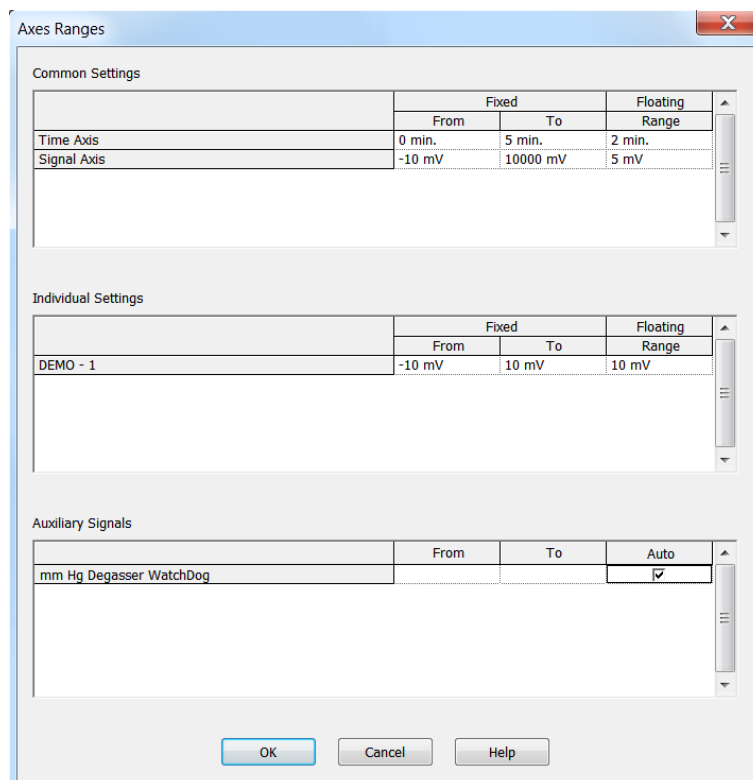 Axes Ranges
Common Settings
Fixed Floating
From To Range
Time Axis 0 min. 5 min. 2 min.
Signal Axis -10 mV 10000 mV 5 mV
Individual Settings
Fixed Floating
From To Range
DEMO - 1 -10 mV 10 mV 10 mV
Auxiliary Signals
From To Auto
mm Hg Degasser WatchDog
OK Cancel Help